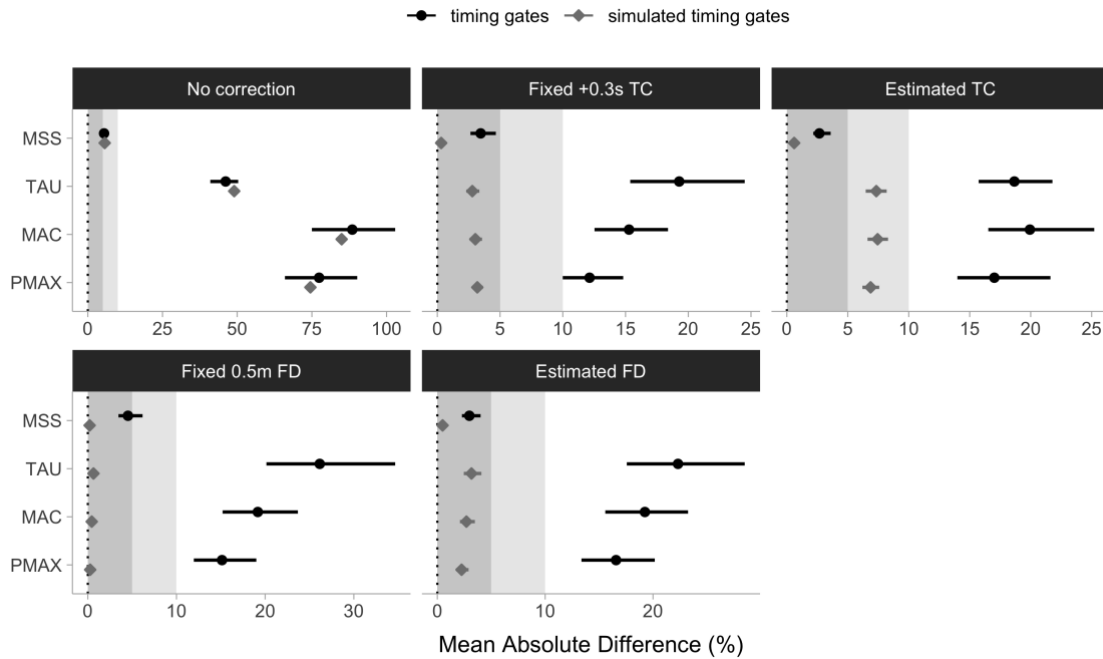 timing gates simulated timing gates
No correction Fixed +0.3s TC Estimated TC
MSS
TAU
MAC
PMAX
0 25 50 75 100 0 5 10 15 20 25 0 5 10 15 20 25
Fixed 0.5m FD Estimated FD
MSS
TAU
MAC
PMAX
0 10 20 30 0 10 20
Mean Absolute Difference (%)